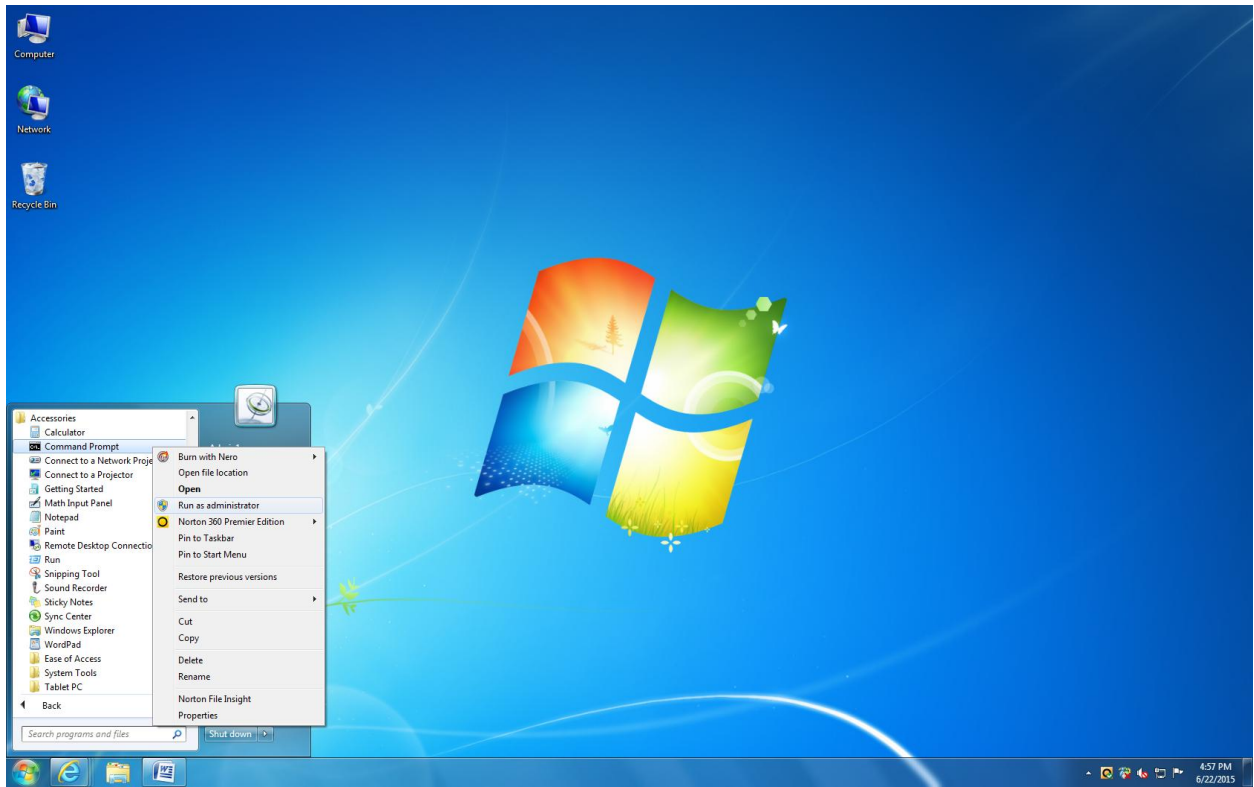 Computer
Network
Recycle Bin
Accessories
Calculator
Command Prompt
Connect to a Network Proje
Connect to a Projector
Getting Started
Math Input Panel
Notepad
Paint
Remote Desktop Connectio
Run
Snipping Tool
Sound Recorder
Sticky Notes
Sync Center
Windows Explorer
WordPad
Ease of Access
System Tools
Tablet PC
Back
Search programs and files
Shut down
Burn with Nero
Open file location
Open
Run as administrator
Norton 360 Premier Edition
Pin to Taskbar
Pin to Start Menu
Restore previous versions
Send to
Cut
Copy
Delete
Rename
Norton File Insight
Properties
4:57 PM
6/22/2015